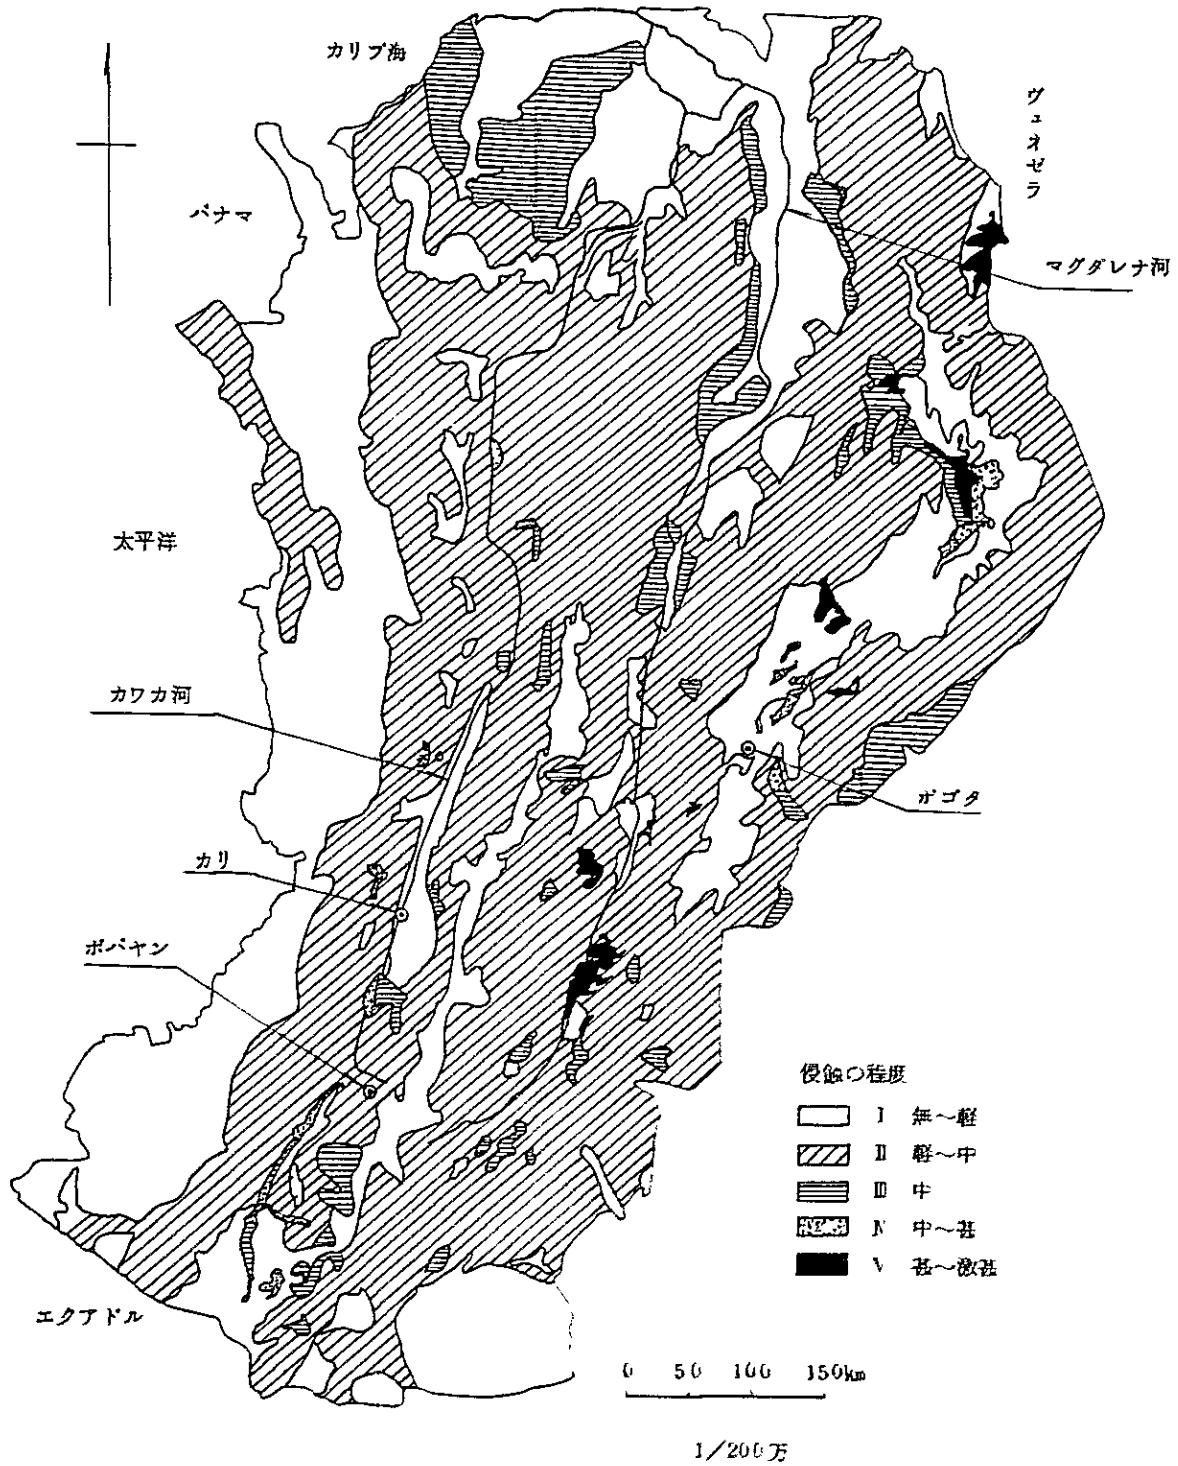 カリブ海
ヴェネゼラ
パナマ
マグダレナ河
太平洋
カワカ河
ボゴタ
カリ
ポパヤン
エクアドル
侵蝕の程度
I 無〜軽
II 軽〜中
III 中
IV 中〜甚
V 甚〜激甚
0 50 100 150km
1/200万